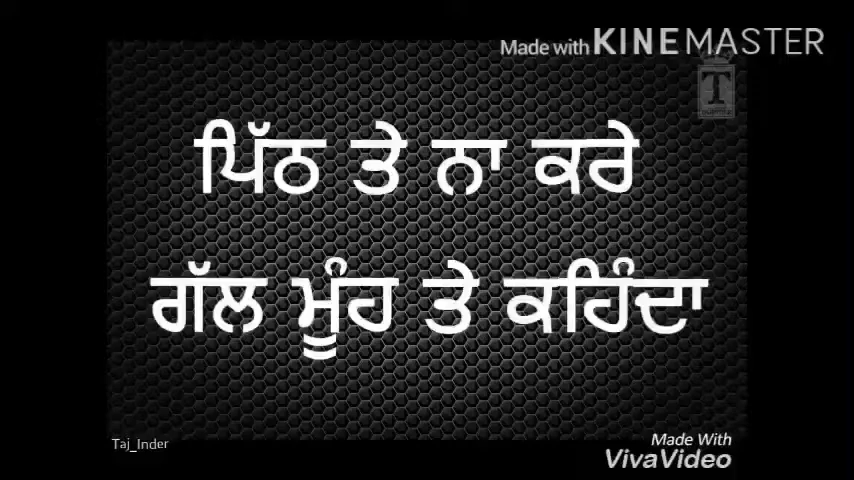 Made with KINEMASTER
T
ਪਿੱਠ ਤੇ ਨਾ ਕਰੇ
ਗੱਲ ਮੂੰਹ ਤੇ ਕਹਿੰਦਾ
Taj_Inder
Made With
VivaVideo